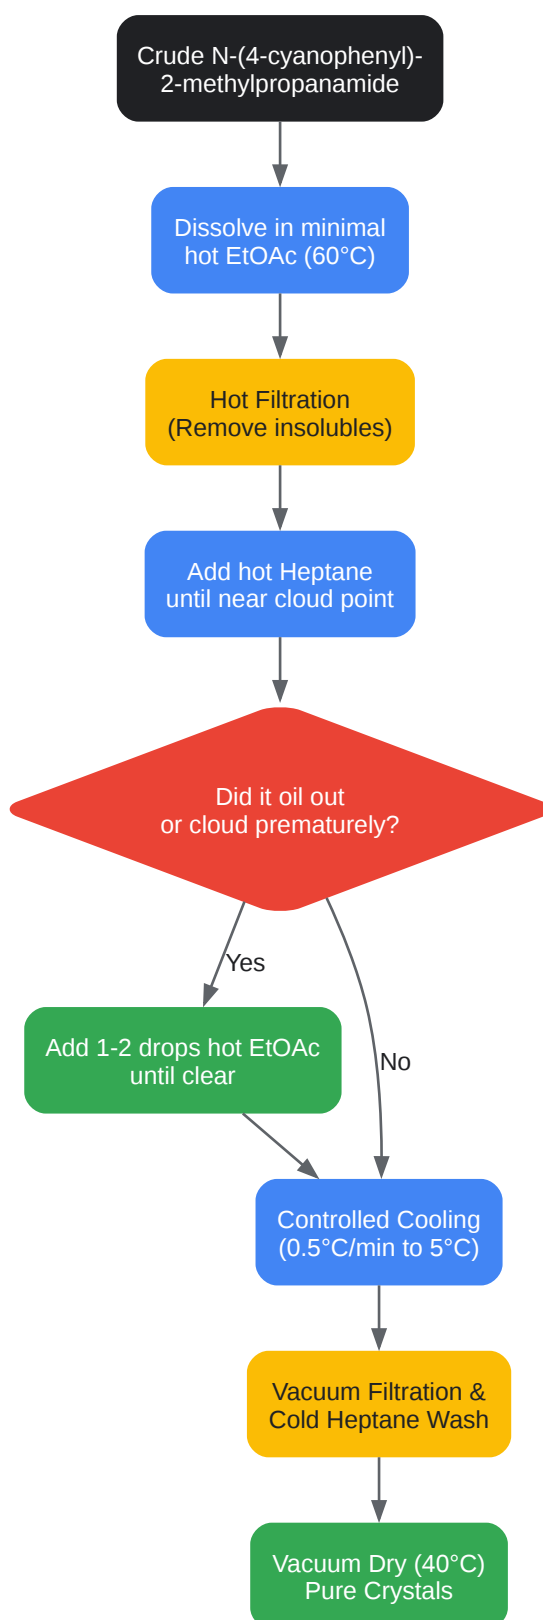 Crude N-(4-cyanophenyl)-
2-methylpropanamide
Dissolve in minimal
hot EtOAc (60°C)
Hot Filtration
(Remove insolubles)
Add hot Heptane
until near cloud point
Did it oil out
or cloud prematurely?
Yes
Add 1-2 drops hot EtOAc
until clear
No
Controlled Cooling
(0.5°C/min to 5°C)
Vacuum Filtration &
Cold Heptane Wash
Vacuum Dry (40°C)
Pure Crystals